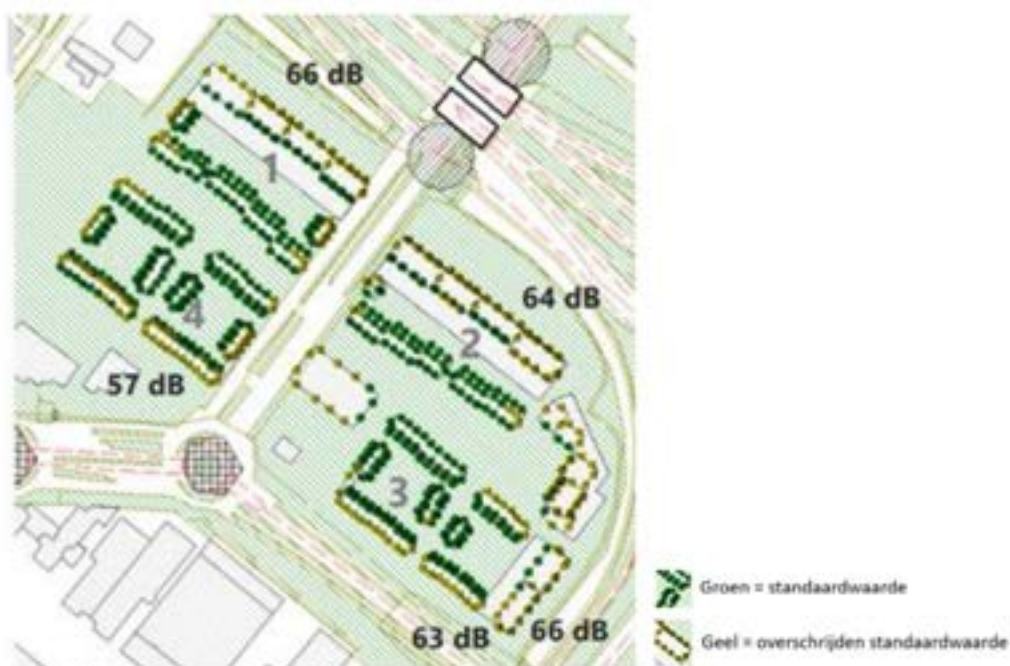 66 dB
1
64 dB
2
4
57 dB
3
63 dB
66 dB
Groen = standaardwaarde
Geel = overschrijden standaardwaarde